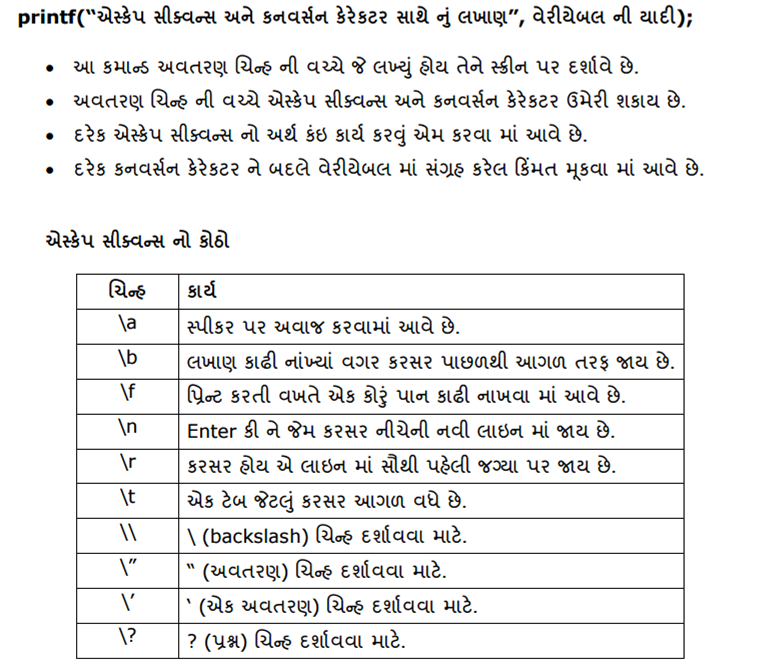 printf(“એસ્કેપ સીક્વન્સ અને કનવર્સન કેરેકટર સાથે નું લખાણ”, વેરીયેબલ ની યાદી);
• આ કમાન્ડ અવતરણ ચિન્હ ની વચ્ચે જે લખ્યું હોય તેને સ્ક્રીન પર દર્શાવે છે.
• અવતરણ ચિન્હ ની વચ્ચે એસ્કેપ સીક્વન્સ અને કનવર્સન કેરેકટર ઉમેરી શકાય છે.
• દરેક એસ્કેપ સીક્વન્સ નો અર્થ કંઇ કાર્ય કરવું એમ કરવા માં આવે છે.
• દરેક કનવર્સન કેરેકટર ને બદલે વેરીયેબલ માં સંગ્રહ કરેલ કિંમત મૂકવા માં આવે છે.
એસ્કેપ સીક્વન્સ નો કોઠો
ચિન્હ કાર્ય
\a સ્પીકર પર અવાજ કરવામાં આવે છે.
\b લખાણ કાઢી નાંખ્યાં વગર કરસર પાછળથી આગળ તરફ જાય છે.
\f પ્રિન્ટ કરતી વખતે એક કોરું પાન કાઢી નાખવા માં આવે છે.
\n Enter કી ને જેમ કરસર નીચેની નવી લાઇન માં જાય છે.
\r કરસર હોય એ લાઇન માં સૌથી પહેલી જગ્યા પર જાય છે.
\t એક ટેબ જેટલું કરસર આગળ વધે છે.
\\ \ (backslash) ચિન્હ દર્શાવવા માટે.
\” “ (અવતરણ) ચિન્હ દર્શાવવા માટે.
\’ ‘ (એક અવતરણ) ચિન્હ દર્શાવવા માટે.
\? ? (પ્રશ્ન) ચિન્હ દર્શાવવા માટે.